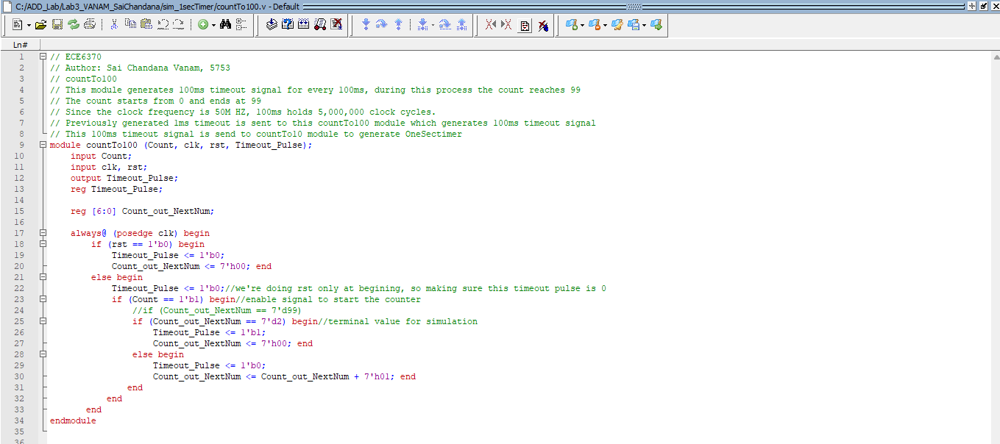 C:/ADD_Lab/Lab3_VANAM_SaiChandana/sim_1secTimer/countTo100.v - Default
Ln#
1 // ECE6370
2 // Author: Sai Chandana Vanam, 5753
3 // countTo100
4 // This module generates 100ms timeout signal for every 100ms, during this process the count reaches 99
5 // The count starts from 0 and ends at 99
6 // Since the clock frequency is 50M HZ, 100ms holds 5,000,000 clock cycles.
7 // Previously generated 1ms timeout is sent to this countTo100 module which generates 100ms timeout signal
8 // This 100ms timeout signal is send to countTo10 module to generate OneSectimer
9 module countTo100 (Count, clk, rst, Timeout_Pulse);
10 input Count;
11 input clk, rst;
12 output Timeout_Pulse;
13 reg Timeout_Pulse;
14
15 reg [6:0] Count_out_NextNum;
16
17 always@ (posedge clk) begin
18 if (rst == 1'b0) begin
19 Timeout_Pulse <= 1'b0;
20 Count_out_NextNum <= 7'h00; end
21 else begin
22 Timeout_Pulse <= 1'b0;//we're doing rst only at begining, so making sure this timeout pulse is 0
23 if (Count == 1'b1) begin//enable signal to start the counter
24 //if (Count_out_NextNum == 7'd99)
25 if (Count_out_NextNum == 7'd2) begin//terminal value for simulation
26 Timeout_Pulse <= 1'b1;
27 Count_out_NextNum <= 7'h00; end
28 else begin
29 Timeout_Pulse <= 1'b0;
30 Count_out_NextNum <= Count_out_NextNum + 7'h01; end
31 end
32 end
33 end
34 endmodule
35
36